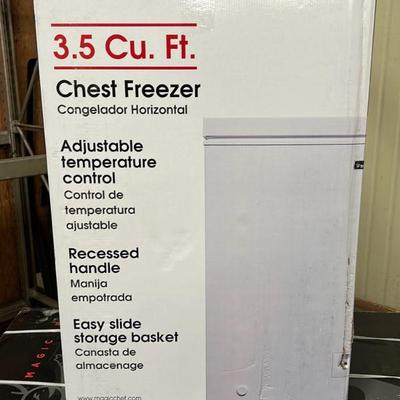 3.5 Cu. Ft.
Chest Freezer
Congelador Horizontal
Adjustable
temperature
control
Control de
temperatura
ajustable
Recessed
handle
Manija
empotrada
Easy slide
storage basket
Canasta de
almacenage
www.magicchef.com
MAGIC